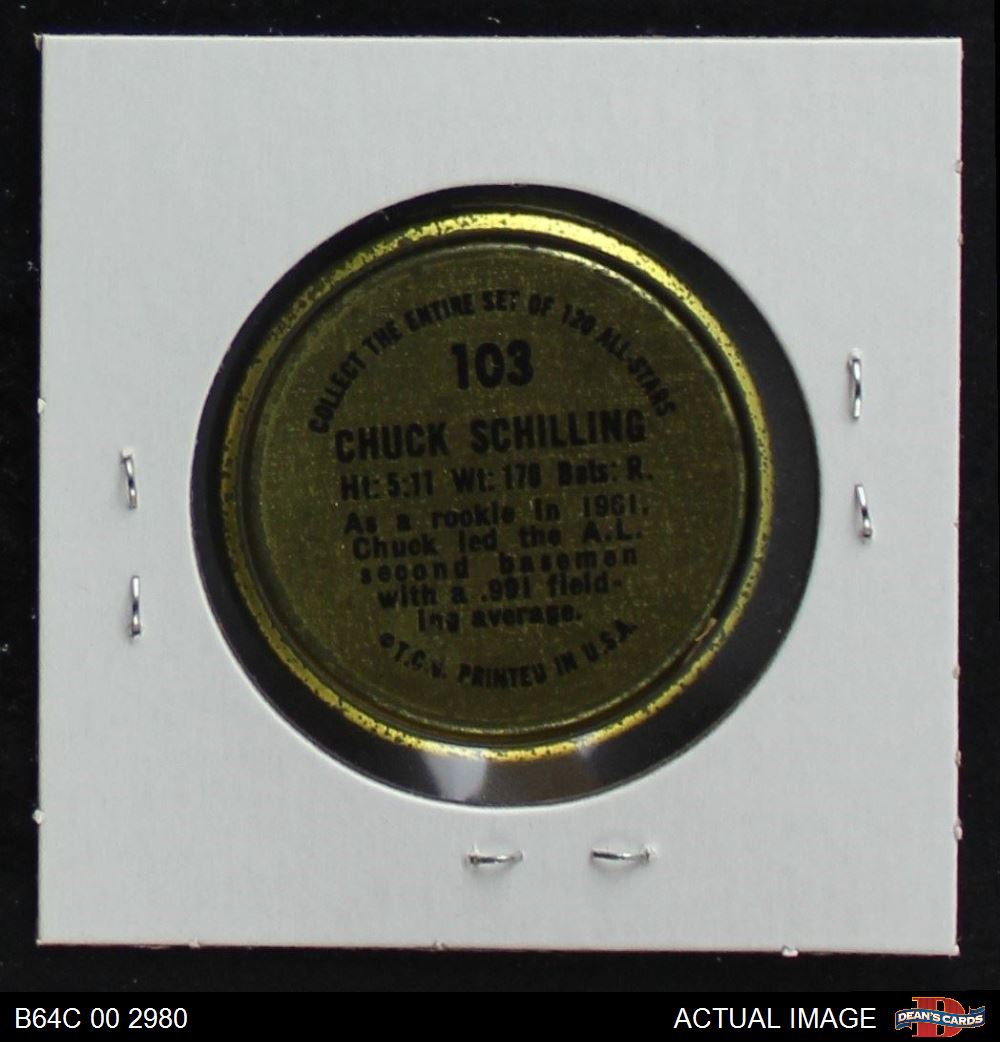 COLLECT THE ENTIRE SET OF 120 ALL-STARS
103
CHUCK SCHILLING
Ht: 5:11 Wt: 170 Bats: R.
As a rookie in 1961,
Chuck led the A.L.
second basemen
with a .991 field-
ing average.
©T.C.G. PRINTED IN U.S.A.
B64C 00 2980
ACTUAL IMAGE
DEAN'S CARDS